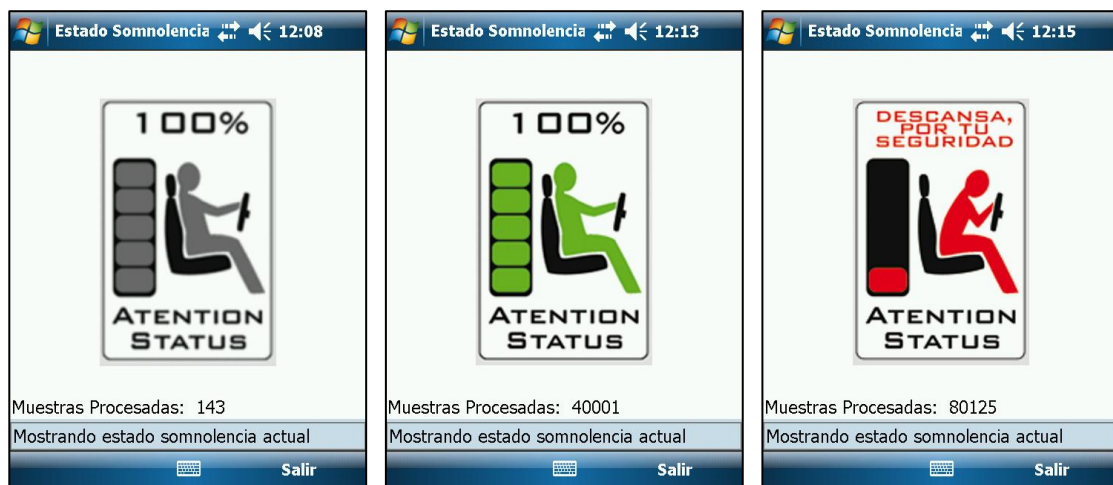 Estado Somnolencia 12:08
100%
ATENTION
STATUS
Muestras Procesadas: 143
Mostrando estado somnolencia actual
Salir
Estado Somnolencia 12:13
100%
ATENTION
STATUS
Muestras Procesadas: 40001
Mostrando estado somnolencia actual
Salir
Estado Somnolencia 12:15
DESCANSA,
POR TU
SEGURIDAD
ATENTION
STATUS
Muestras Procesadas: 80125
Mostrando estado somnolencia actual
Salir